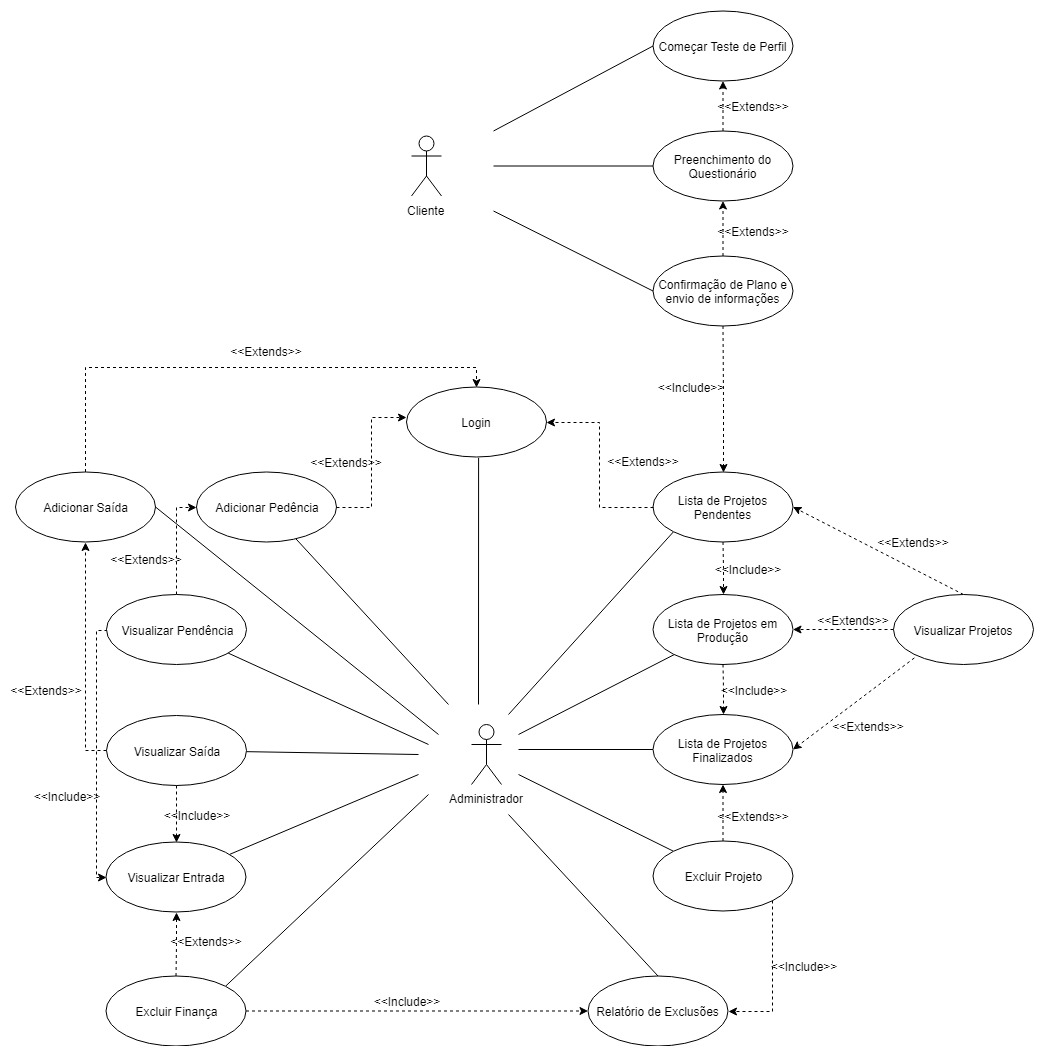 Começar Teste de Perfil
<<Extends>>
Cliente
Preenchimento do
Questionário
<<Extends>>
Confirmação de Plano e
envio de informações
<<Include>>
<<Extends>>
Login
<<Extends>>
<<Extends>>
Adicionar Saída
Adicionar Pedência
Lista de Projetos
Pendentes
<<Extends>>
<<Extends>>
<<Include>>
Visualizar Pendência
Lista de Projetos em
Produção
<<Extends>>
Visualizar Projetos
<<Extends>>
<<Include>>
<<Extends>>
Visualizar Saída
Lista de Projetos
Finalizados
Administrador
<<Include>>
<<Include>>
<<Extends>>
Visualizar Entrada
Excluir Projeto
<<Extends>>
<<Include>>
<<Include>>
Excluir Finança
Relatório de Exclusões